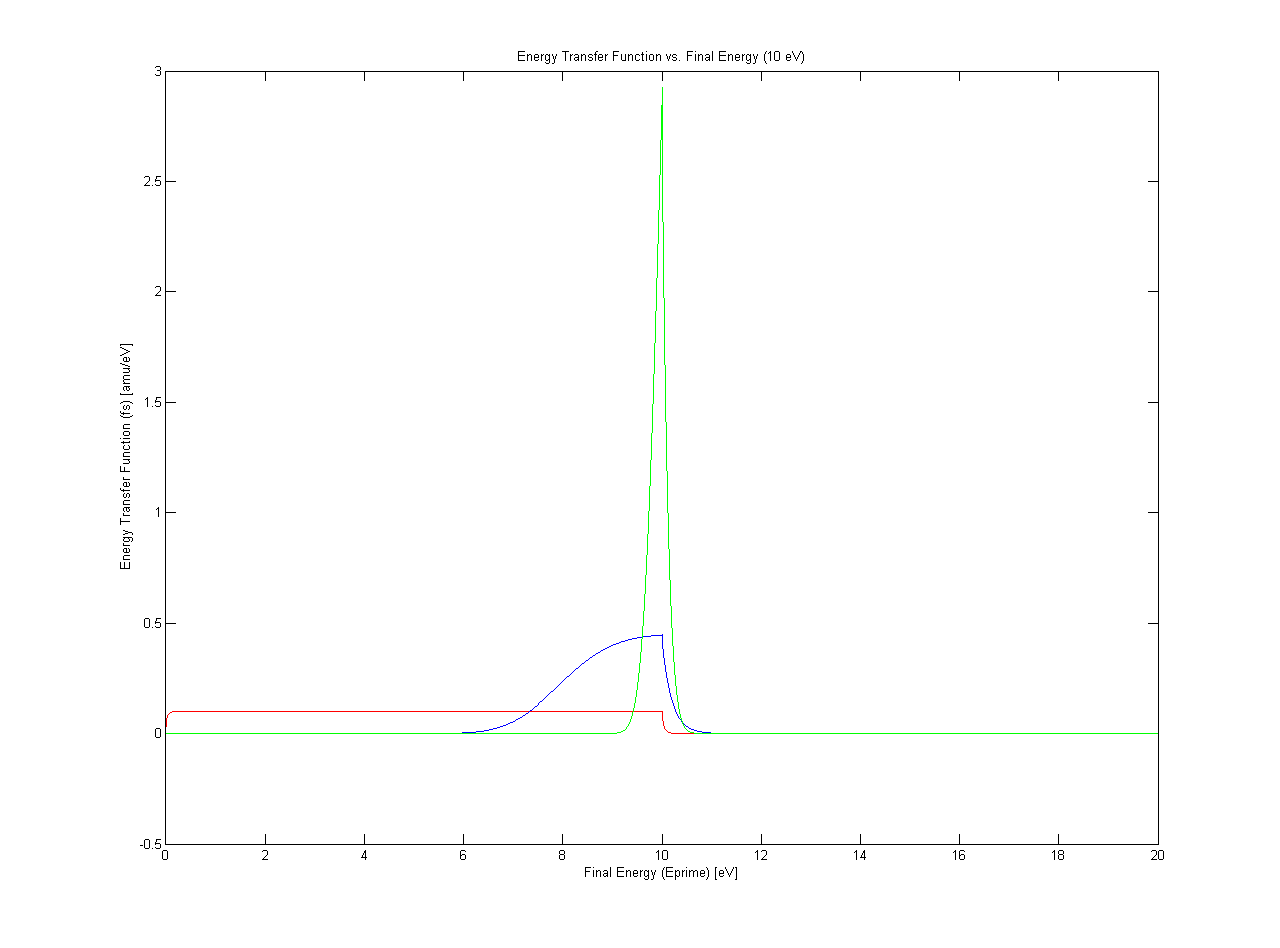 Energy Transfer Function vs. Final Energy (10 eV)
3
2.5
2
1.5
1
0.5
0
-0.5
Energy Transfer Function (fs) [amu/eV]
0 2 4 6 8 10 12 14 16 18 20
Final Energy (Eprime) [eV]